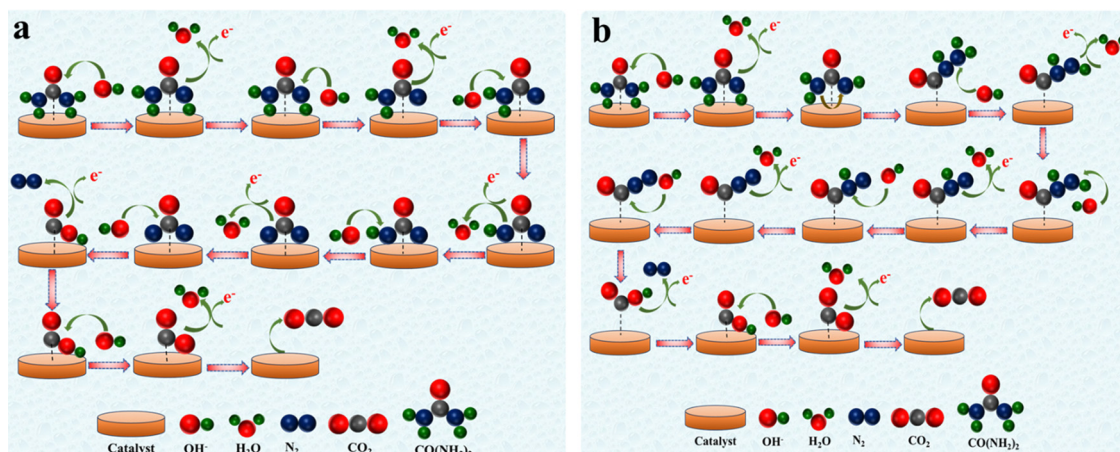 a
e-
e-
e-
e-
e-
e-
Catalyst
OH-
H2O
N2
CO2
CO(NH2)2
b
e-
e-
e-
e-
e-
e-
Catalyst
OH-
H2O
N2
CO2
CO(NH2)2